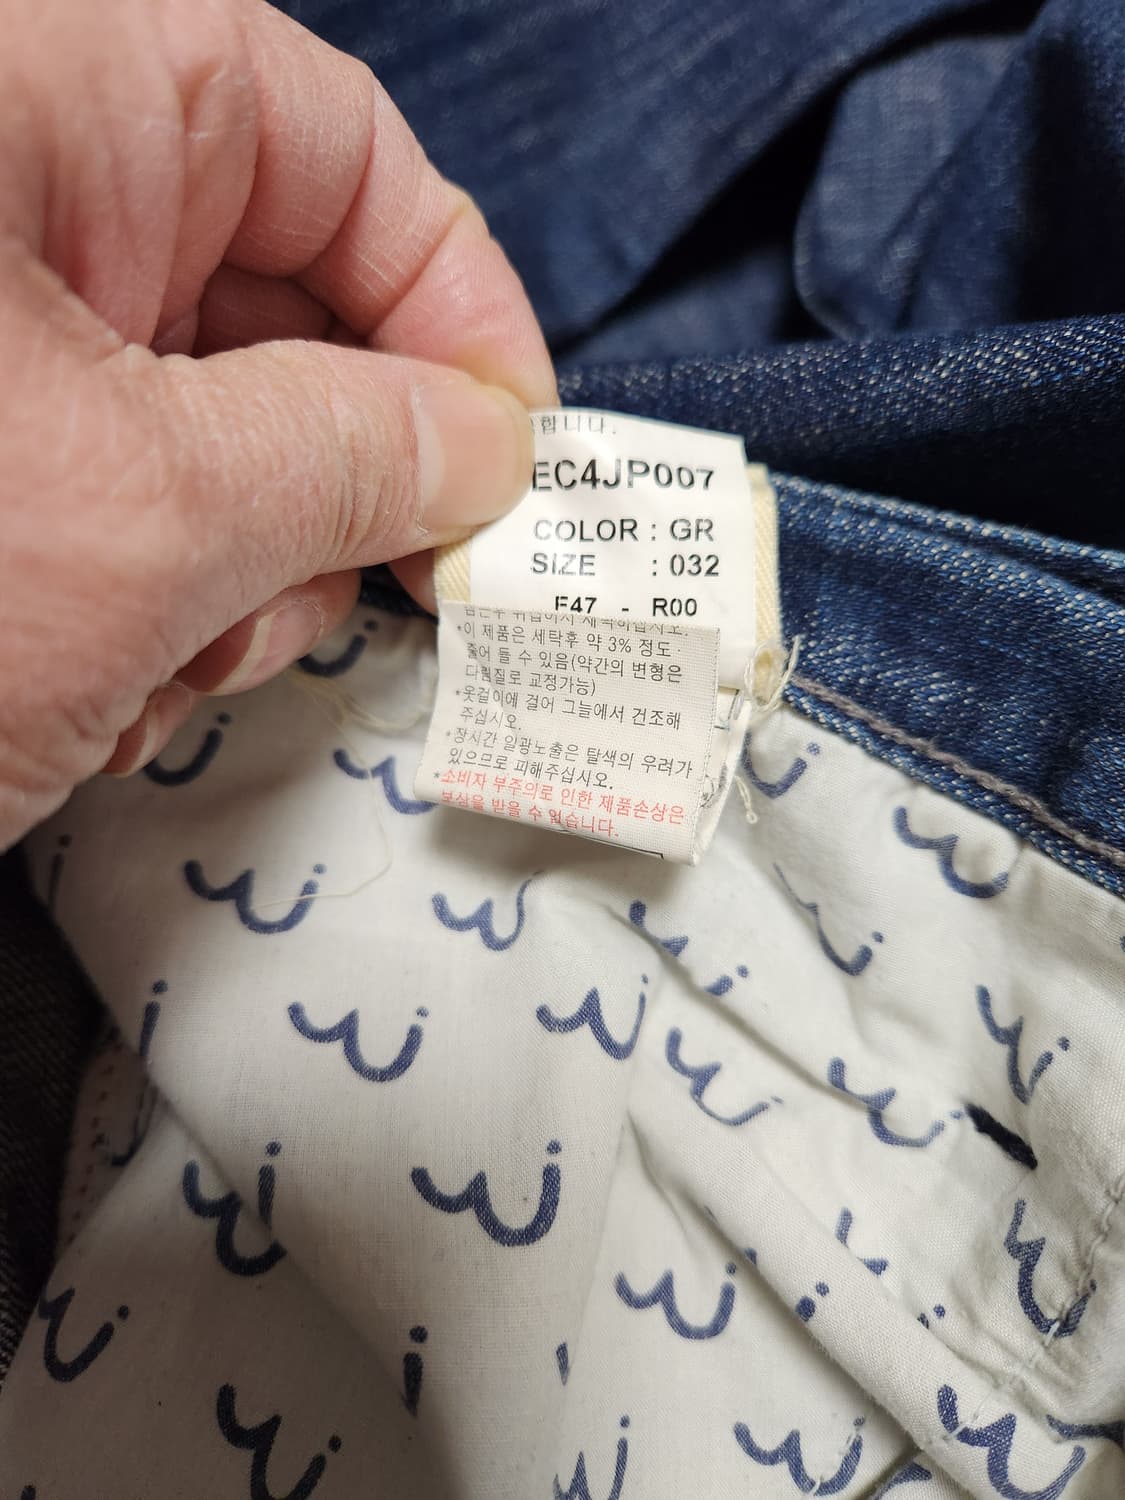 합니다.
EC4JP007
COLOR : GR
SIZE : 032
F47 - R00
*이 제품은 세탁후 약 3% 정도
줄어 들 수 있음(약간의 변형은
다림질로 교정가능)
*옷걸이에 걸어 그늘에서 건조해
주십시오.
*장시간 일광노출은 탈색의 우려가
있으므로 피해주십시오.
*소비자 부주의로 인한 제품손상은
보상을 받을 수 없습니다.